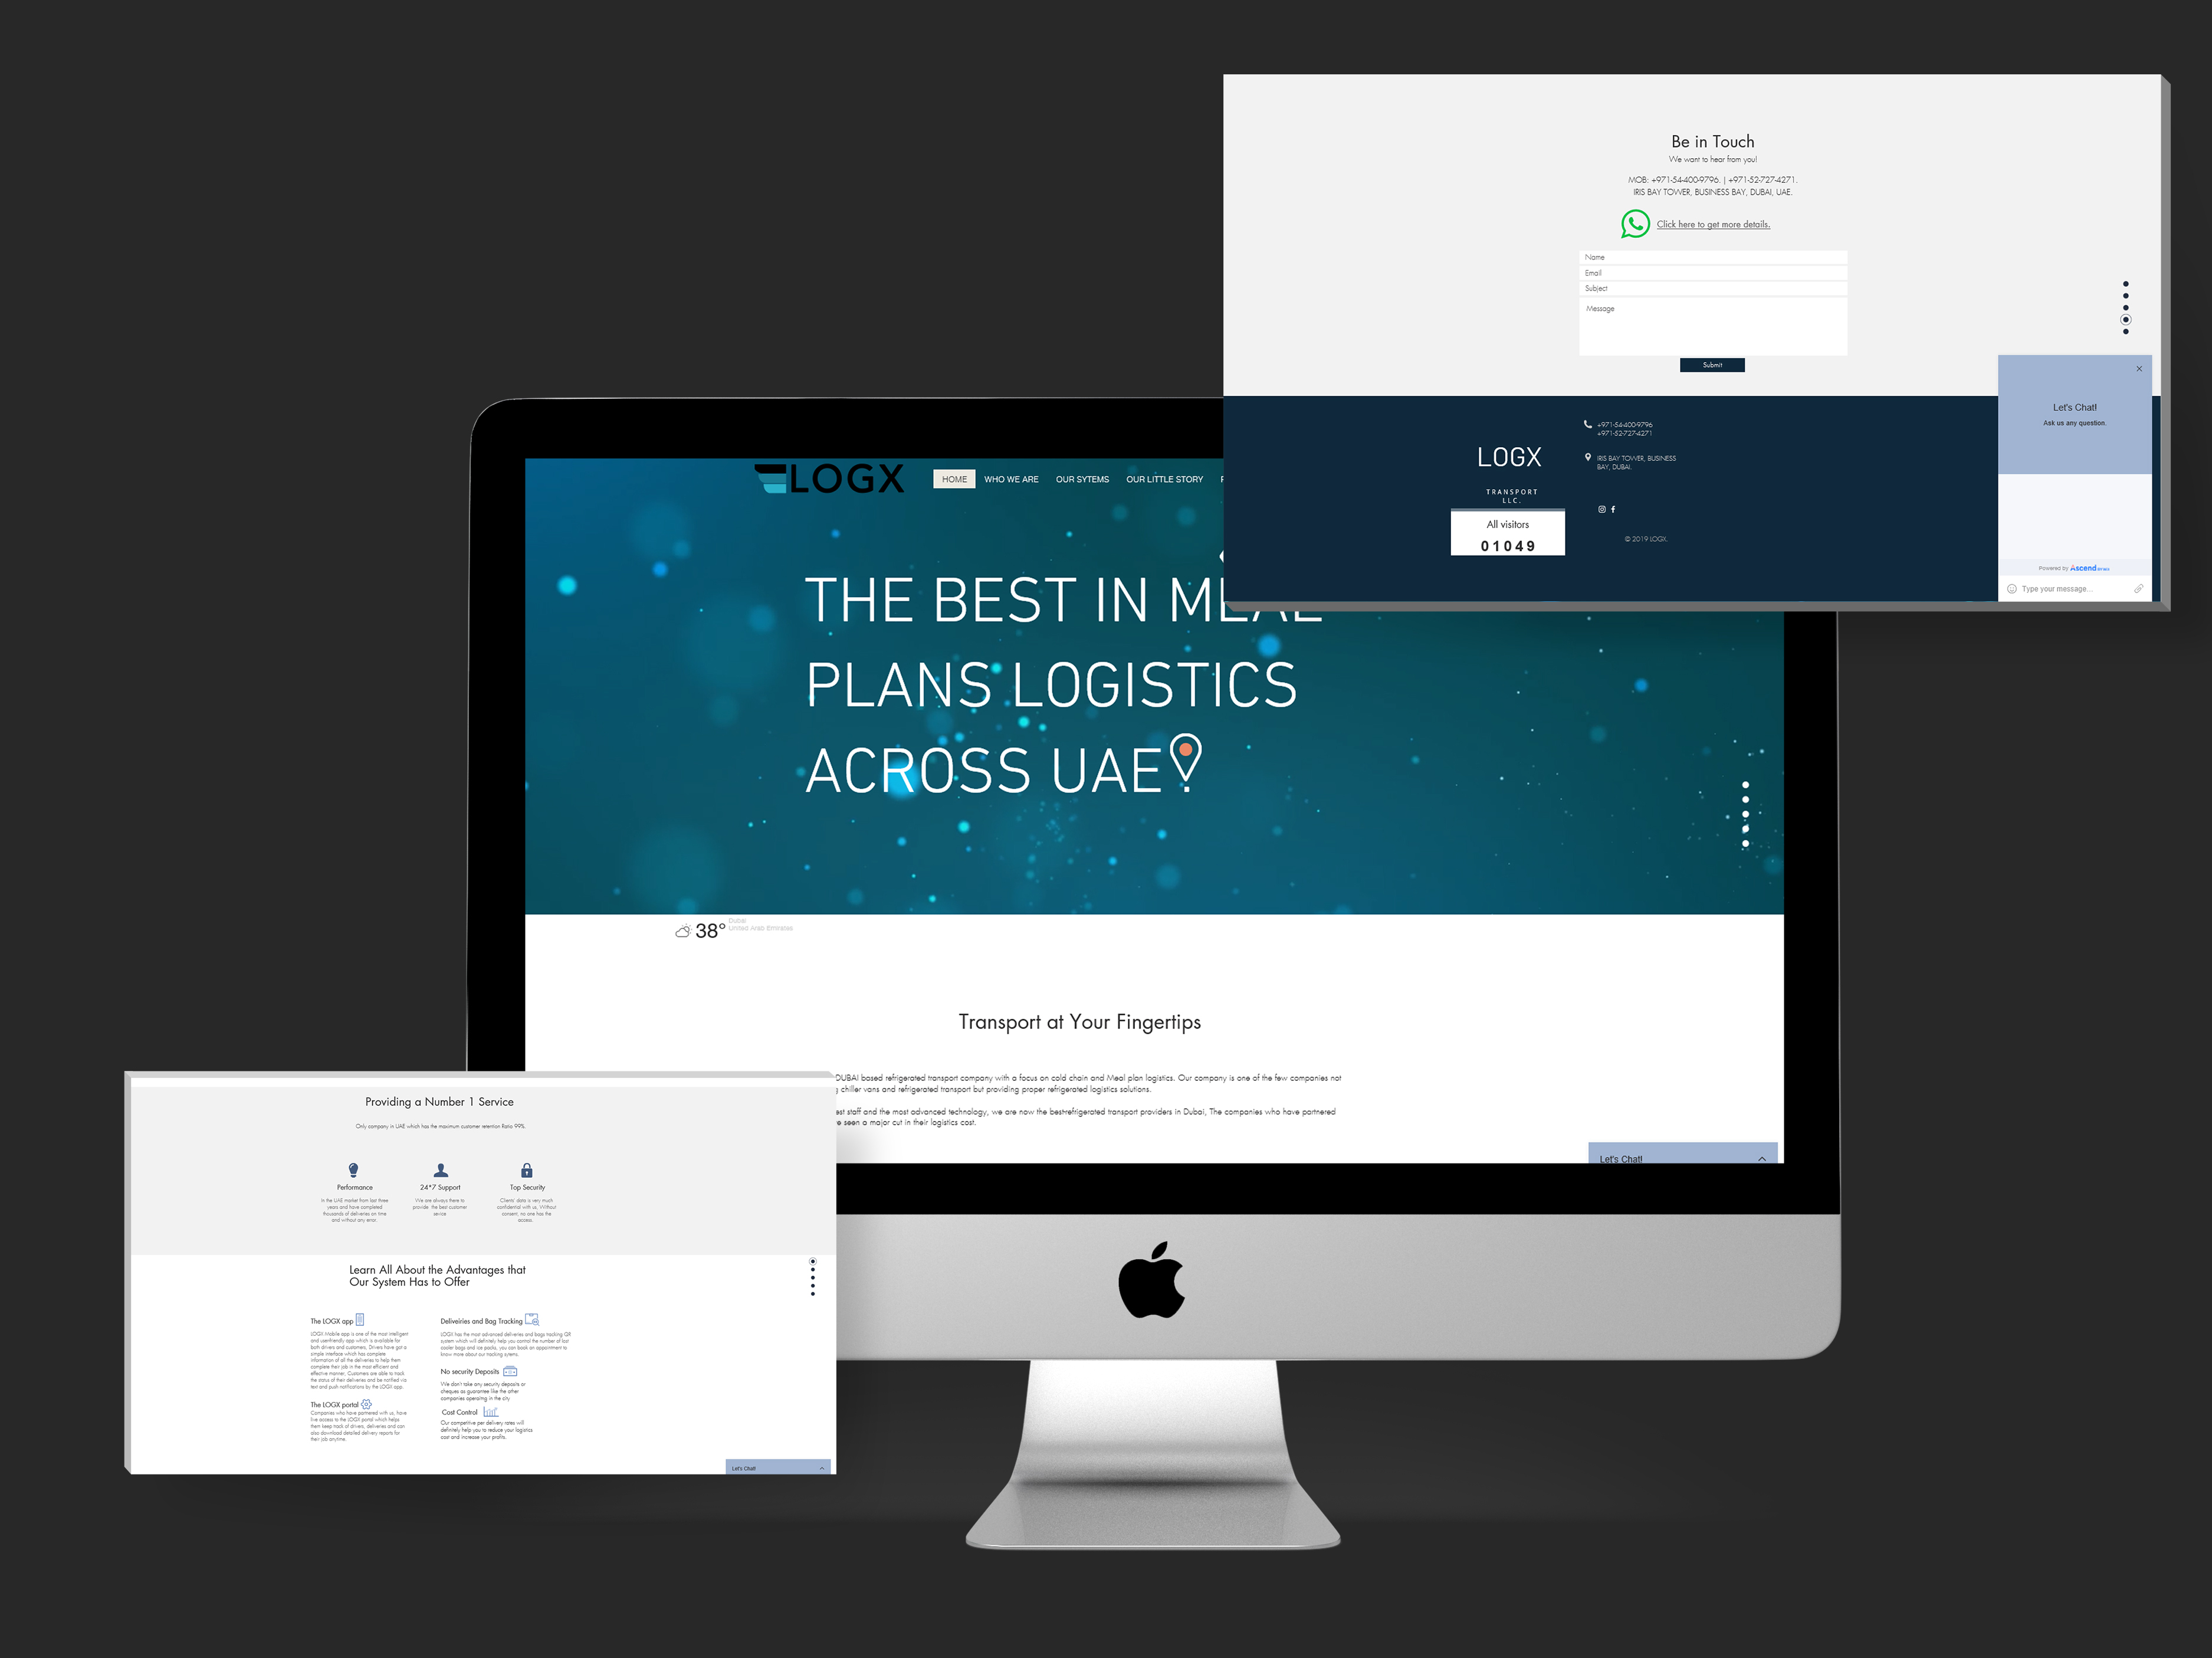 Be in Touch
We want to hear from you!
MOB: +971-54-400-9796. | +971-52-727-4271.
IRIS BAY TOWER, BUSINESS BAY, DUBAI, UAE.
Click here to get more details.
Name
Email
Subject
Message
Submit
Let's Chat!
Ask us any question.
+971-54-400-9796
+971-52-727-4271
LOGX
IRIS BAY TOWER, BUSINESS
BAY, DUBAI.
TRANSPORT
LLC.
All visitors
01049
© 2019 LOGX.
Powered by Ascend
Type your message...
LOGX
HOME WHO WE ARE OUR SYTEMS OUR LITTLE STORY
THE BEST IN MEAL
PLANS LOGISTICS
ACROSS UAE
38° Dubai
United Arab Emirates
Transport at Your Fingertips
DUBAI based refrigerated transport company with a focus on cold chain and Meal plan logistics. Our company is one of the few companies not
chiller vans and refrigerated transport but providing proper refrigerated logistics solutions.
est staff and the most advanced technology, we are now the bestrefrigerated transport providers in Dubai, The companies who have partnered
seen a major cut in their logistics cost.
Let's Chat!
Providing a Number 1 Service
Only company in UAE which has the maximum customer retention Ratio 99%.
Performance
In the UAE market from last three
years and have completed
thousands of deliveries on time
and without any error.
24*7 Support
We are always there to
provide the best customer
sevice
Top Security
Clients' data is very much
confidential with us, Without
consent, no one has the
access.
Learn All About the Advantages that
Our System Has to Offer
The LOGX app
LOGX Mobile app is one of the most intelligent
and user-friendly app which is available for
both drivers and customers, Drivers have got a
simple interface which has complete
information of all the deliveries to help them
complete their job in the most efficient and
effective manner, Customers are able to track
the status of their deliveries and be notified via
text and push notifications by the LOGX app.
The LOGX portal
Companies who have partnered with us, have
live access to the LOGX portal which helps
them keep track of drivers, deliveries and can
also download detailed delivery reports for
their job anytime.
Deliveiries and Bag Tracking
LOGX has the most advanced deliveries and bags tracking QR
system which will definitely help you control the number of lost
cooler bags and ice packs, you can book an appointment to
know more about our tracking sytems.
No security Deposits
We don't take any security deposits or
cheques as guarantee like the other
companies operating in the city
Cost Control
Our competitive per delivery rates will
definitely help you to reduce your logistics
cost and increase your profits.
Let's Chat!